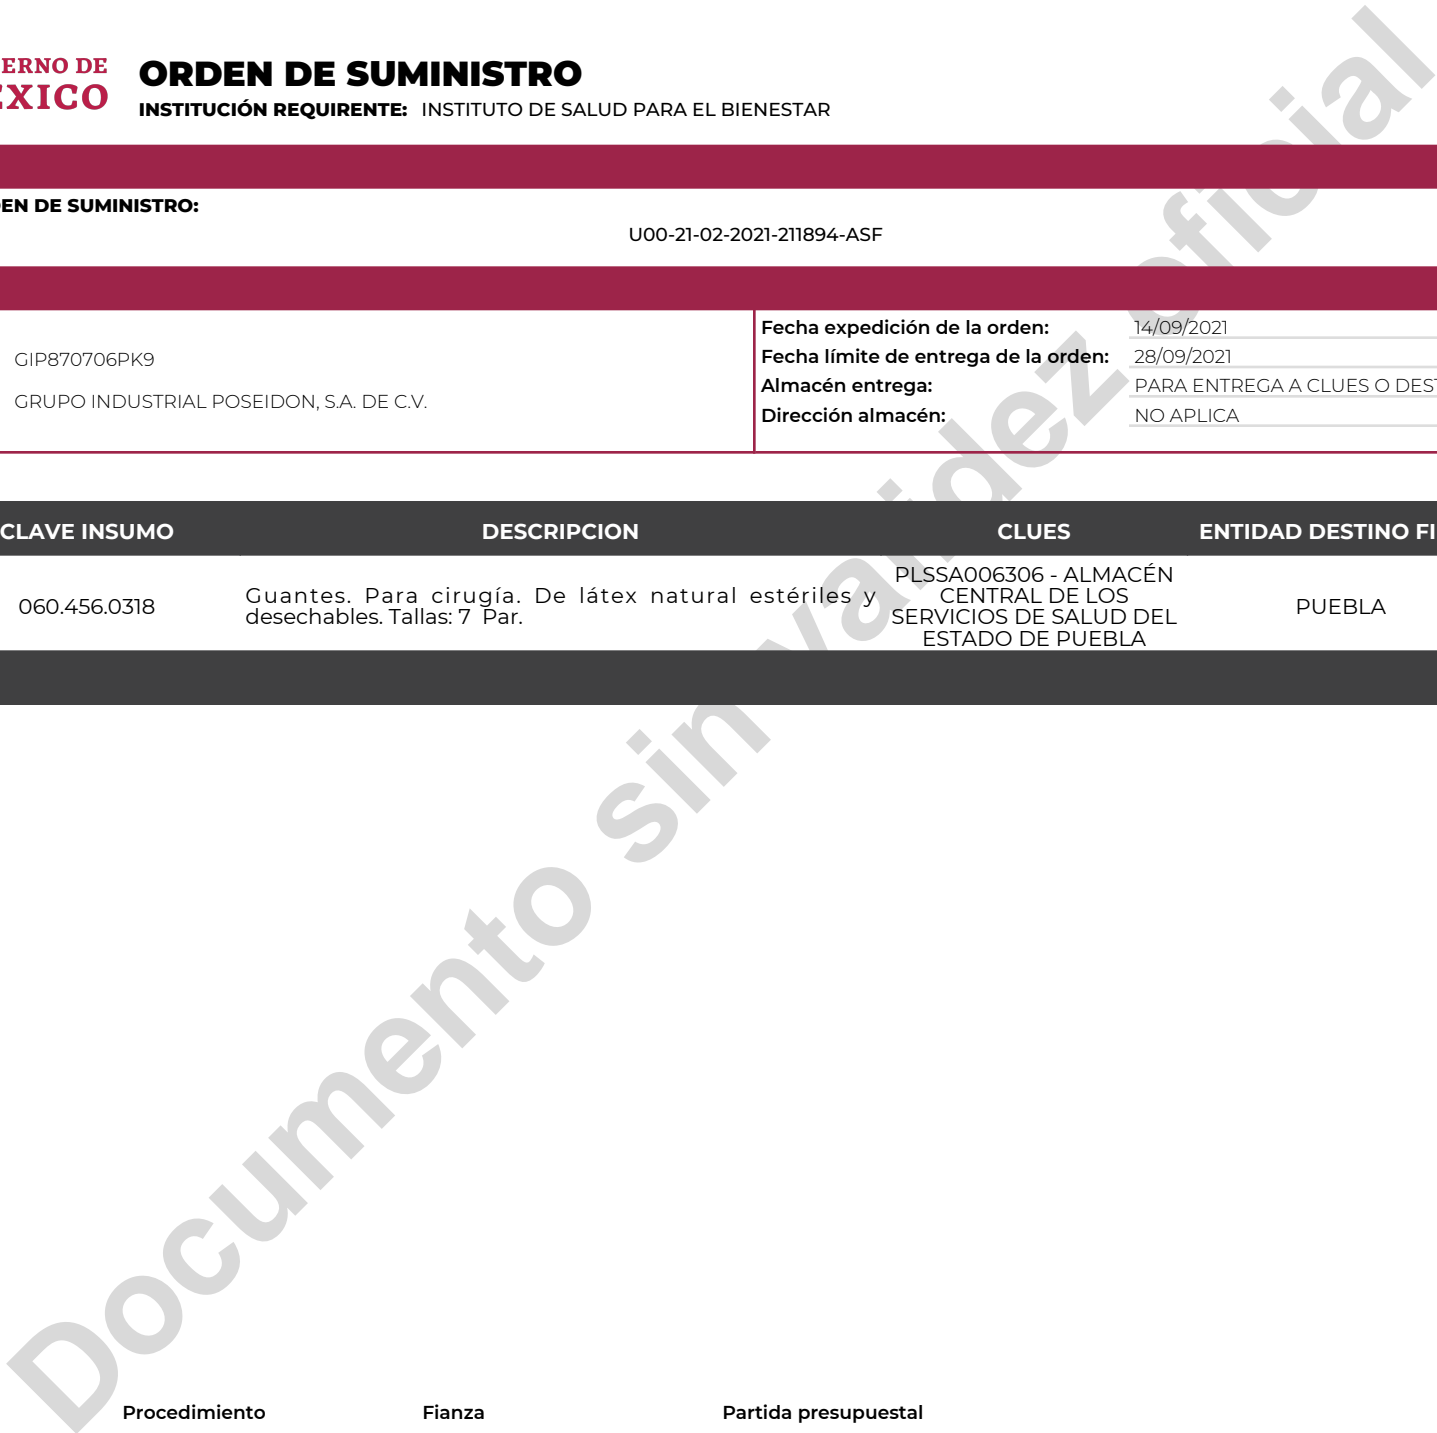 ERNO DE
ÉXICO
ORDEN DE SUMINISTRO
INSTITUCIÓN REQUIRENTE: INSTITUTO DE SALUD PARA EL BIENESTAR
EN DE SUMINISTRO:
U00-21-02-2021-211894-ASF
GIP870706PK9
GRUPO INDUSTRIAL POSEIDON, S.A. DE C.V.
Fecha expedición de la orden: 14/09/2021
Fecha límite de entrega de la orden: 28/09/2021
Almacén entrega: PARA ENTREGA A CLUES O DEST
Dirección almacén: NO APLICA
CLAVE INSUMO DESCRIPCION CLUES ENTIDAD DESTINO FI
060.456.0318
Guantes. Para cirugía. De látex natural estériles y
desechables. Tallas: 7 Par.
PLSSA006306 - ALMACÉN
CENTRAL DE LOS
SERVICIOS DE SALUD DEL
ESTADO DE PUEBLA
PUEBLA
Documento sin validez oficial
Procedimiento Fianza Partida presupuestal